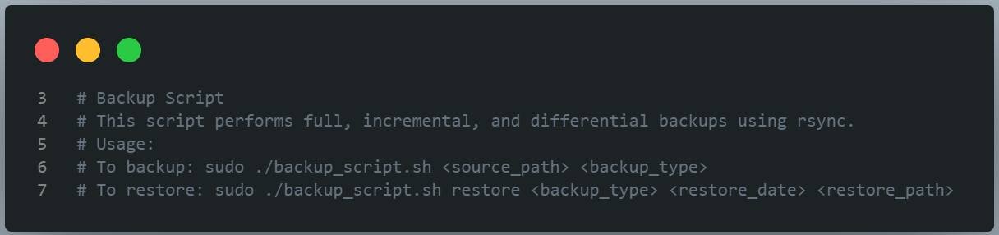 3 # Backup Script
4 # This script performs full, incremental, and differential backups using rsync.
5 # Usage:
6 # To backup: sudo ./backup_script.sh <source_path> <backup_type>
7 # To restore: sudo ./backup_script.sh restore <backup_type> <restore_date> <restore_path>